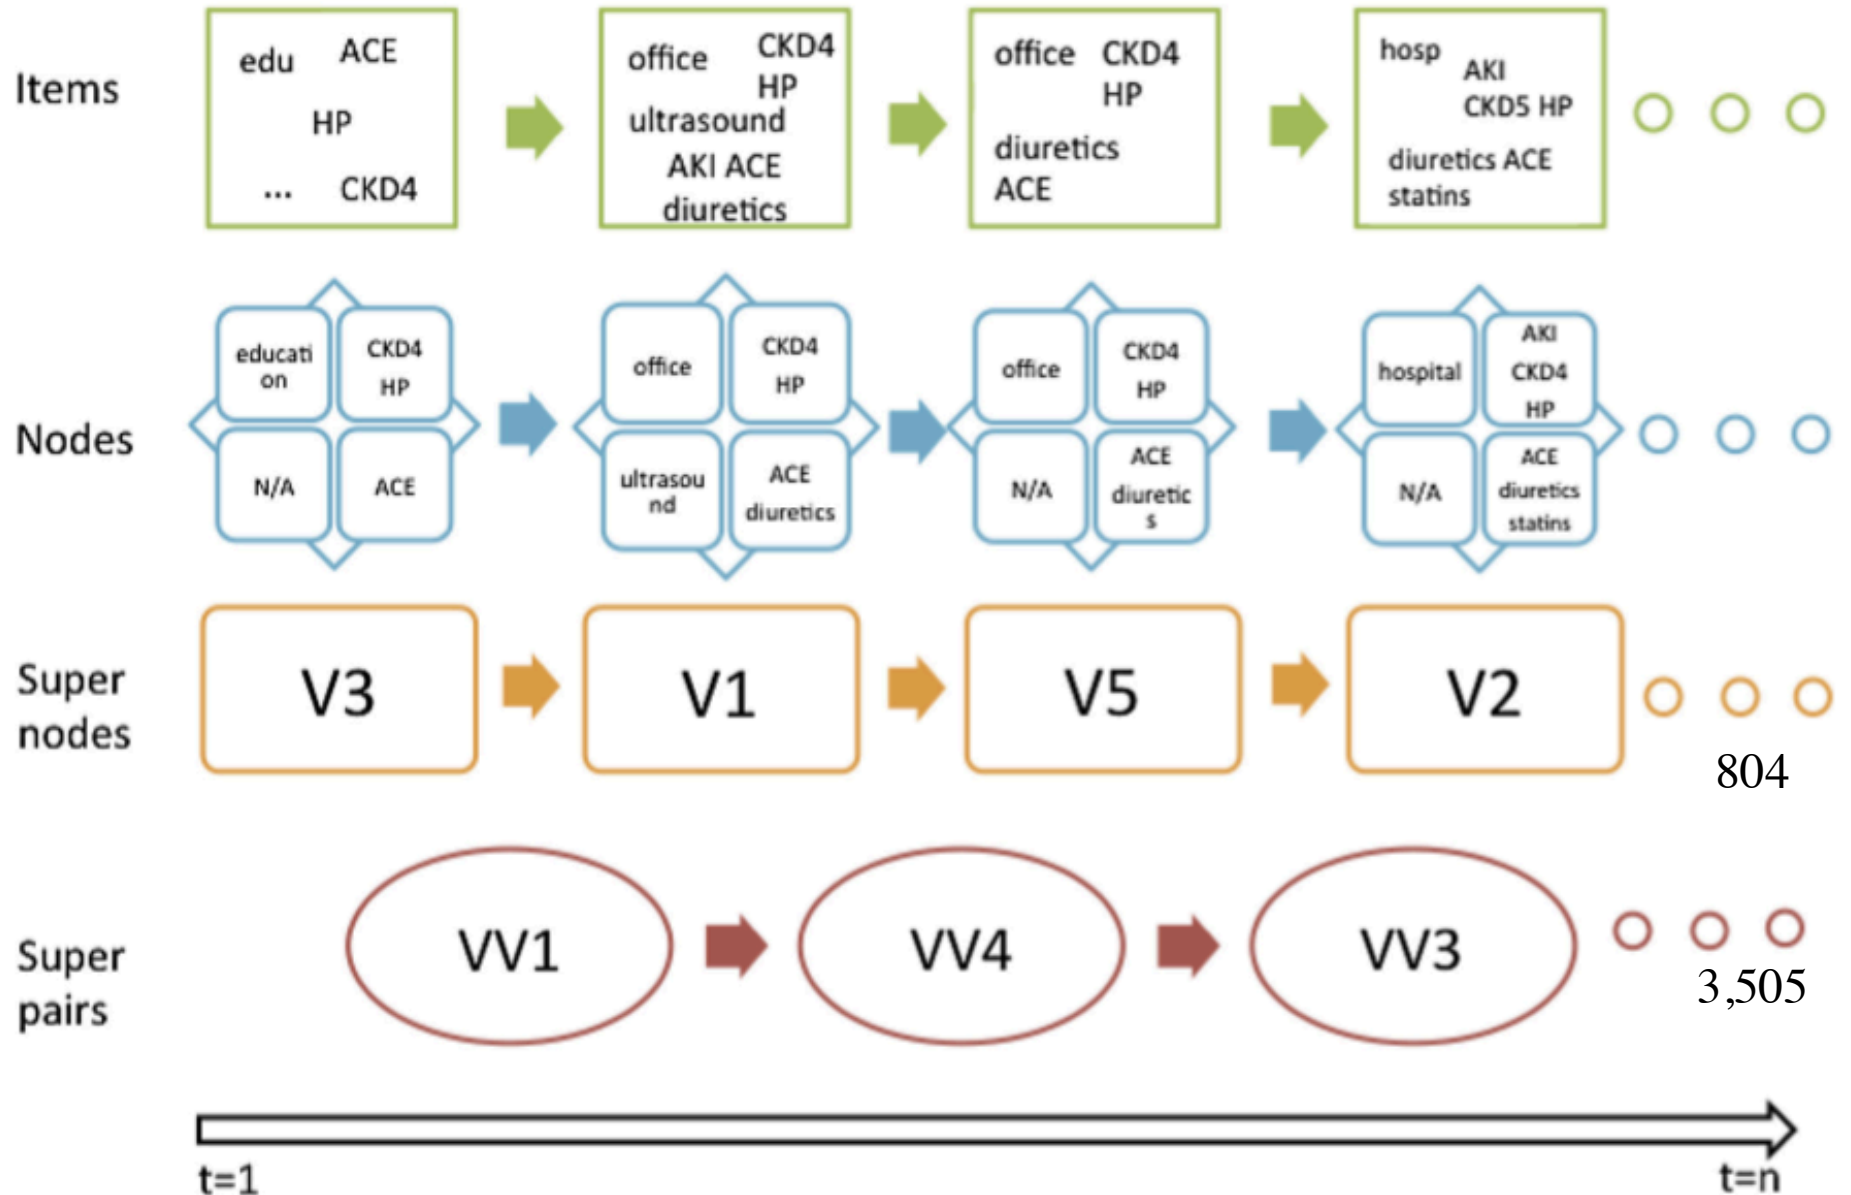 Items
edu ACE
HP
... CKD4
office CKD4
HP
ultrasound
AKI ACE
diuretics
office CKD4
HP
diuretics
ACE
hosp
AKI
CKD5 HP
diuretics ACE
statins
Nodes
educati
on
CKD4
HP
N/A
ACE
office
CKD4
HP
ultrasou
nd
ACE
diuretics
office
CKD4
HP
N/A
ACE
diuretic
s
hospital
AKI
CKD4
HP
N/A
ACE
diuretics
statins
Super
nodes
V3
V1
V5
V2
804
Super
pairs
VV1
VV4
VV3
3,505
t=1
t=n